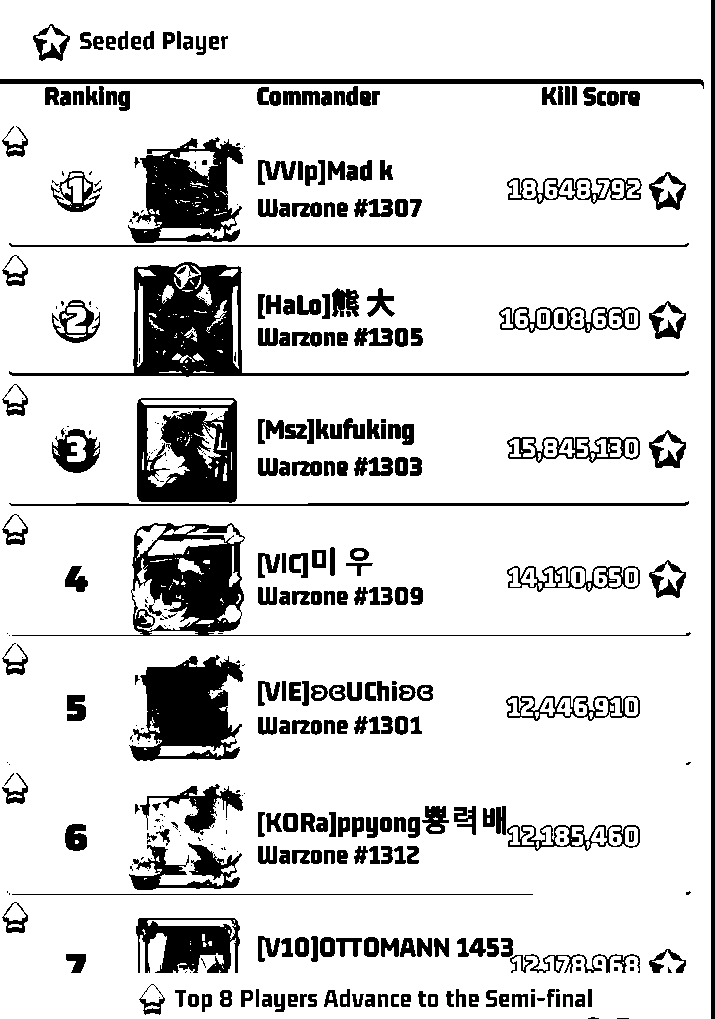 Seeded Player
Ranking Commander Kill Score
1 [VVIp]Mad k
Warzone #1307 18,648,792
2 [HaLo]熊 大
Warzone #1305 16,008,660
3 [Msz]kufuking
Warzone #1303 15,845,130
4 [VIC]미 우
Warzone #1309 14,110,650
5 [VIE]ʚɞUChiʚɞ
Warzone #1301 12,446,910
6 [KORa]ppyong뿅력배
Warzone #1312 12,185,460
7 [V10]OTTOMANN 1453
12,178,968
Top 8 Players Advance to the Semi-final